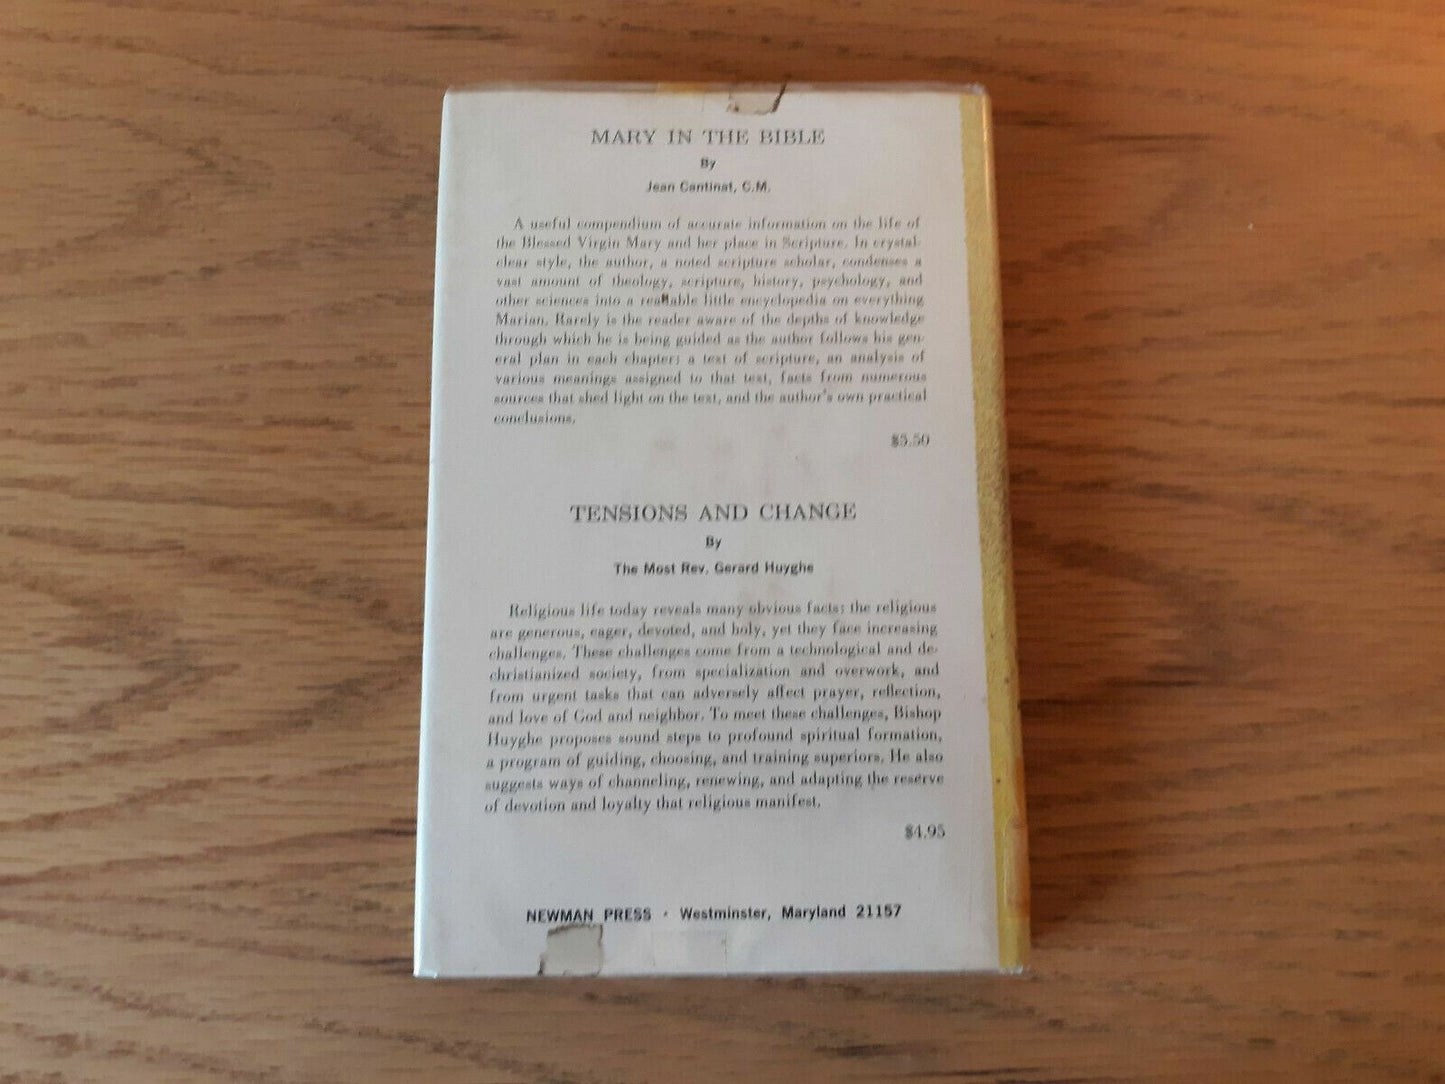 MARY IN THE BIBLE
By
Jean Cantinat, C.M.
A useful compendium of accurate information on the life of
the Blessed Virgin Mary and her place in Scripture. In crystal-
clear style, the author, a noted scripture scholar, condenses a
vast amount of theology, scripture, history, psychology, and
other sciences into a readable little encyclopedia on everything
Marian. Rarely is the reader aware of the depths of knowledge
through which he is being guided as the author follows his gen-
eral plan in each chapter: a text of scripture, an analysis of
various meanings assigned to that text, facts from numerous
sources that shed light on the text, and the author's own practical
conclusions.
$5.50
TENSIONS AND CHANGE
By
The Most Rev. Gerard Huyghe
Religious life today reveals many obvious facts: the religious
are generous, eager, devoted, and holy, yet they face increasing
challenges. These challenges come from a technological and de-
christianized society, from specialization and overwork, and
from urgent tasks that can adversely affect prayer, reflection,
and love of God and neighbor. To meet these challenges, Bishop
Huyghe proposes sound steps to profound spiritual formation,
a program of guiding, choosing, and training superiors. He also
suggests ways of channeling, renewing, and adapting the reserve
of devotion and loyalty that religious manifest.
$4.95
NEWMAN PRESS · Westminster, Maryland 21157